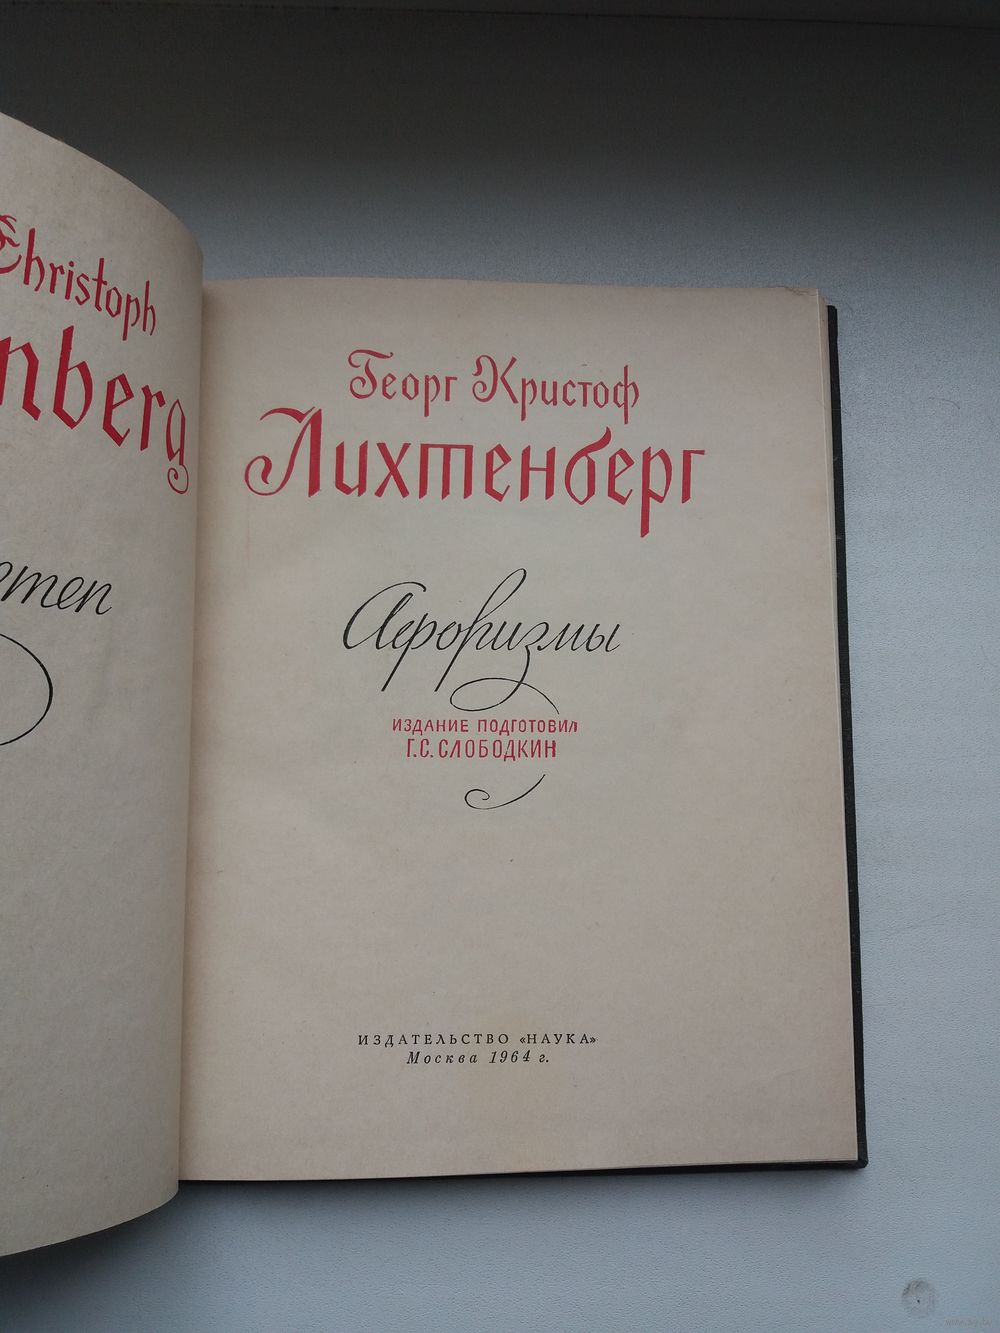 Christoph
nberg
Георг Кристоф
Лихтенберг
Афоризмы
ИЗДАНИЕ ПОДГОТОВИЛ
Г.С. СЛОБОДКИН
ИЗДАТЕЛЬСТВО «НАУКА»
Москва 1964 г.